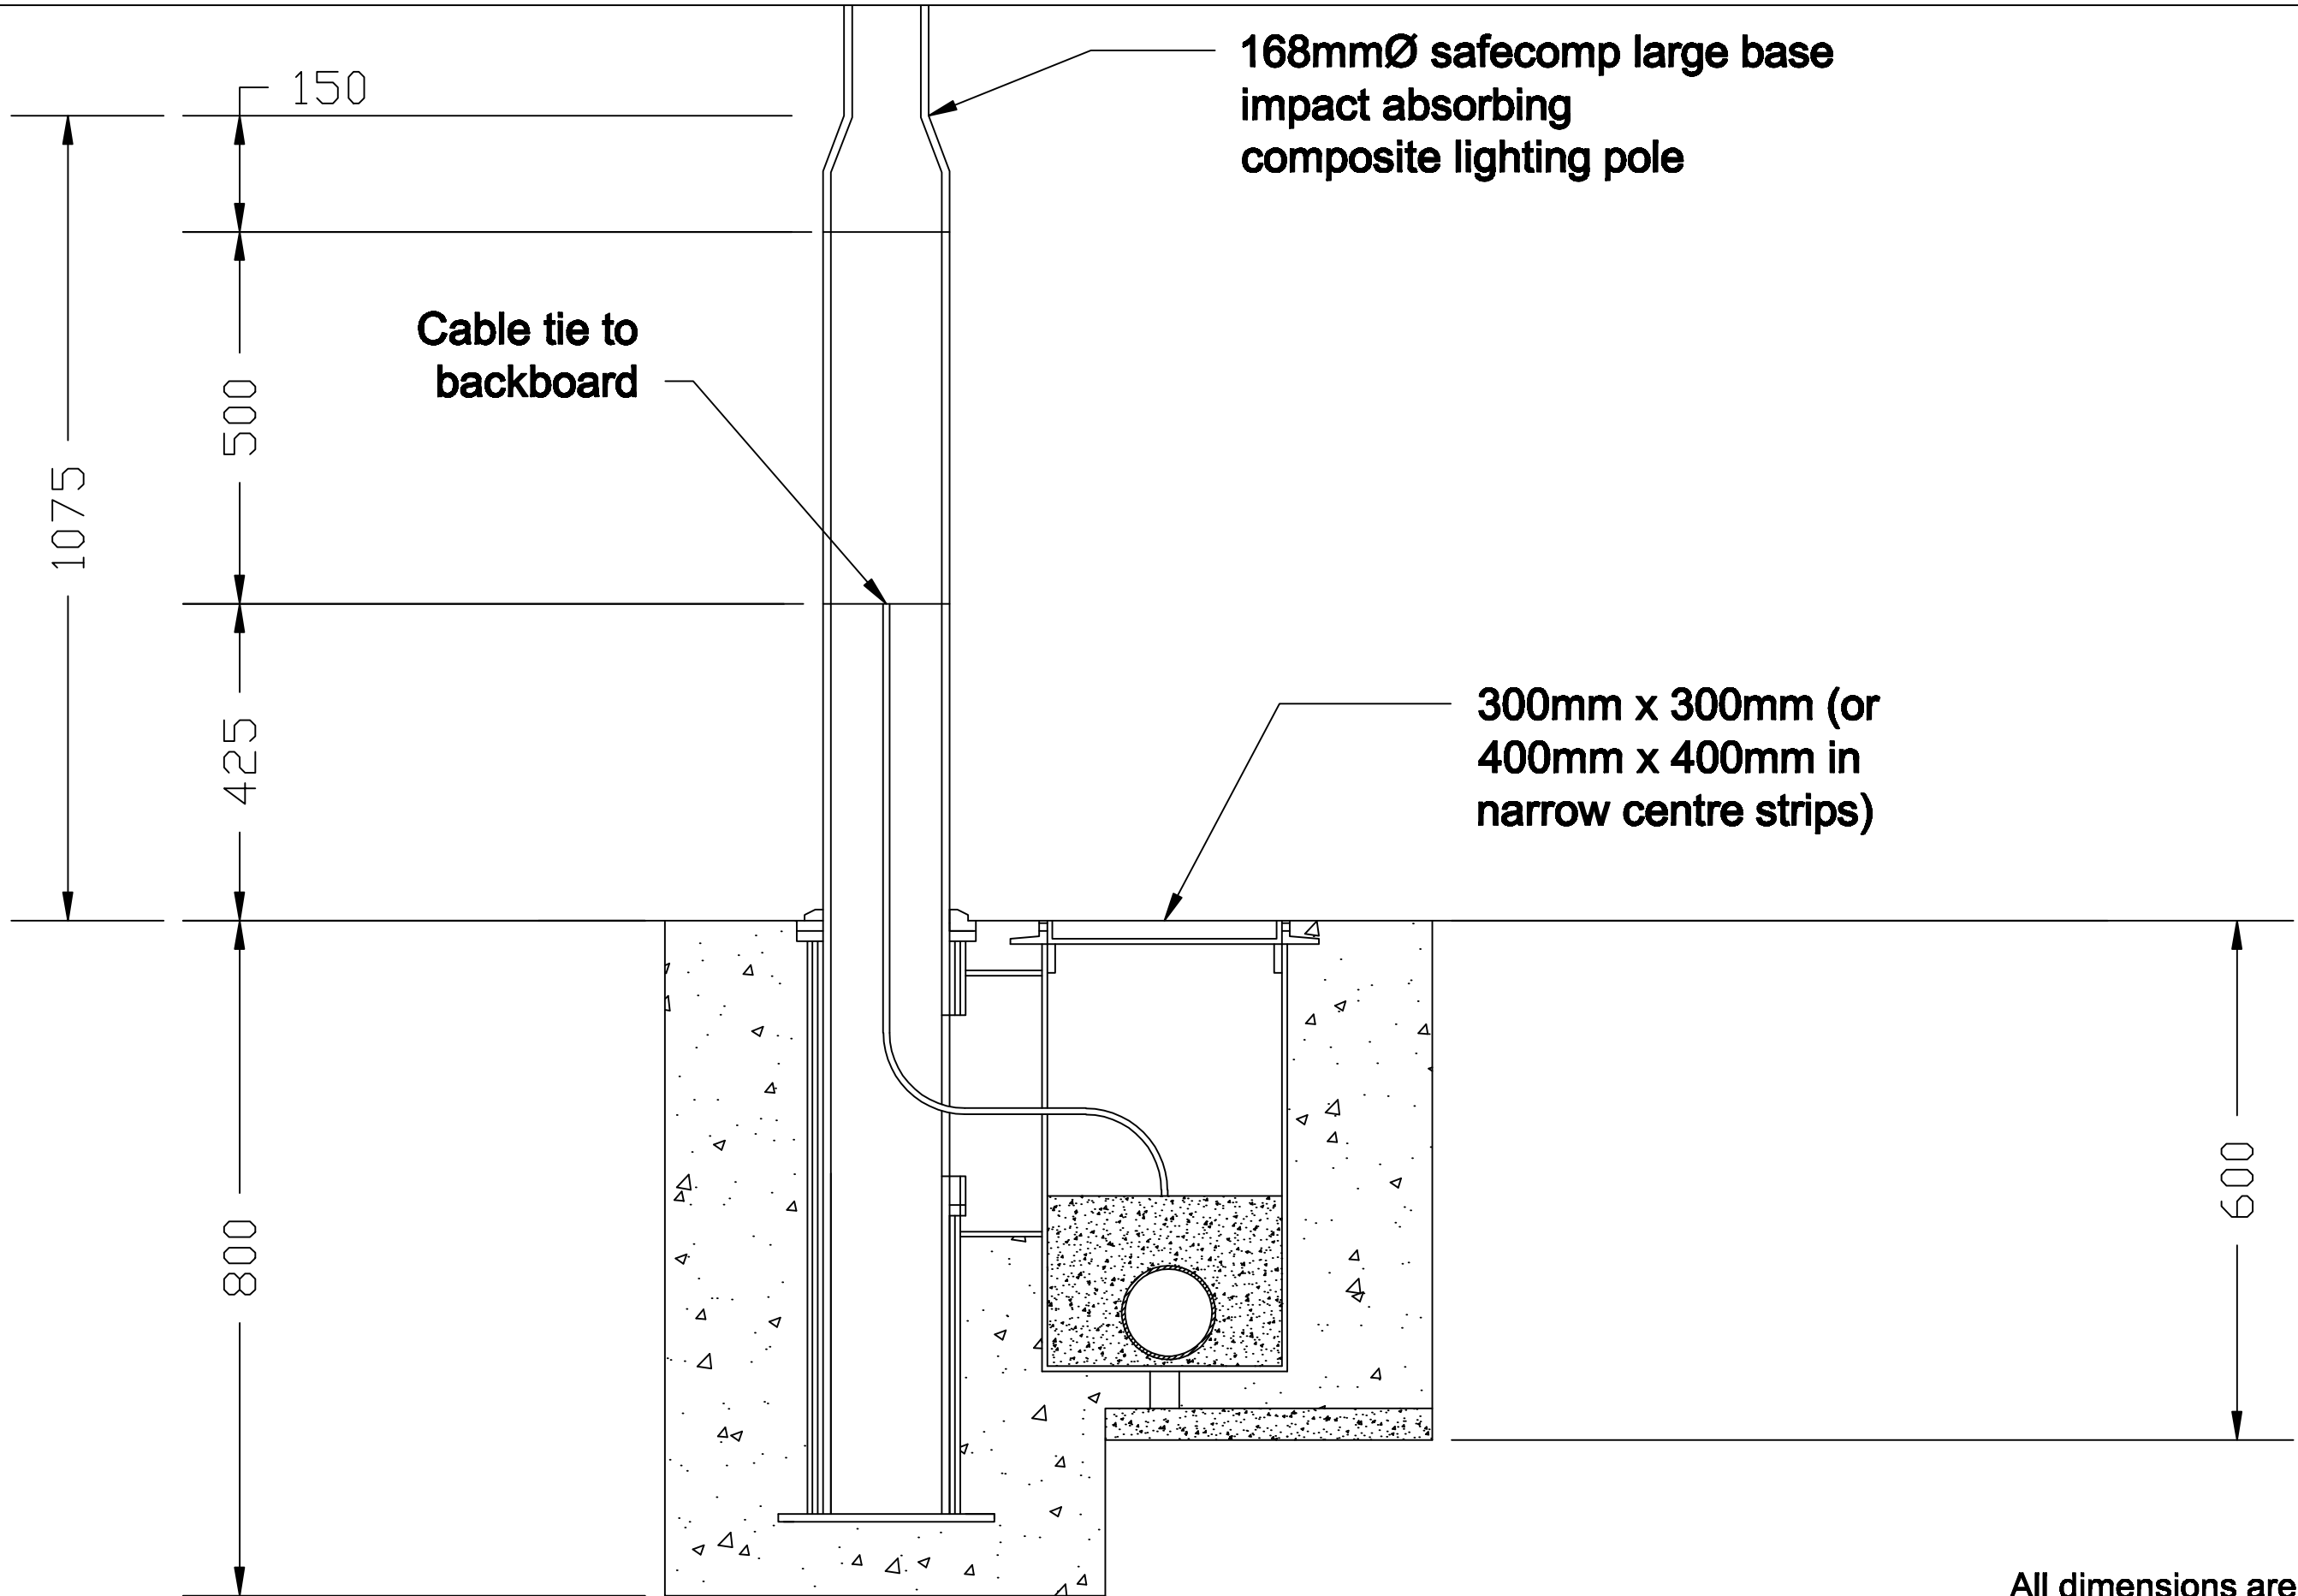 168mmØ safecomp large base
impact absorbing
composite lighting pole
150
Cable tie to
backboard
500
1075
300mm x 300mm (or
400mm x 400mm in
narrow centre strips)
425
600
800
All dimensions are